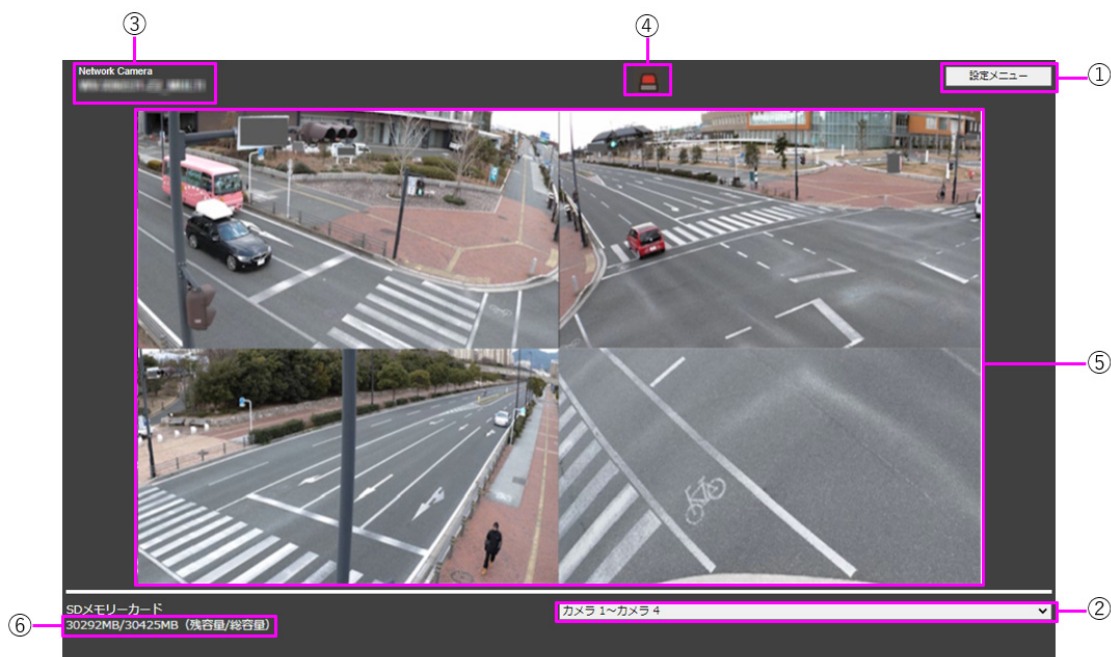 ③
④
Network Camera
設定メニュー
①
⑤
SDメモリーカード
カメラ 1~カメラ 4
②
⑥
30292MB/30425MB (残容量/総容量)